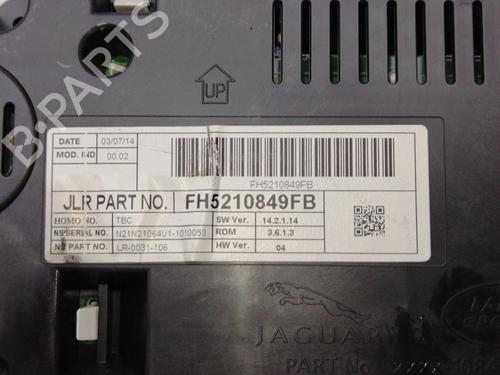 UP
B-PARTS
DATE 03/07/14
MOD. IND 00.02
FH5210849FB
JLR PART NO. FH5210849FB
HOMO NO. TBC SW Ver. 14.2.1.14
NS SERIAL NO. N21N21064U1-1010053 ROM 3.6.1.3
NS PART NO. LR-0031-106 HW Ver. 04
JAGUAR
PART No.